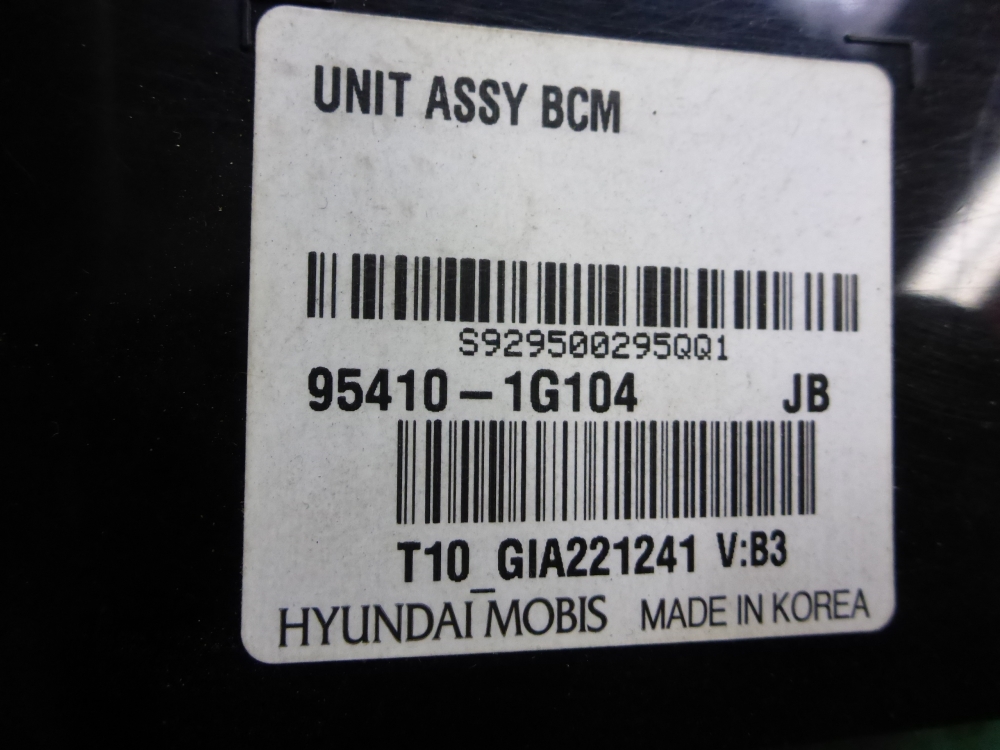 UNIT ASSY BCM
S929500295QQ1
95410-1G104 JB
T10_GIA221241 V:B3
HYUNDAI MOBIS MADE IN KOREA